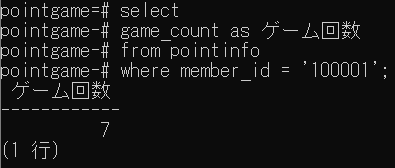 pointgame=# select
pointgame-# game_count as ゲーム回数
pointgame-# from pointinfo
pointgame-# where member_id = '100001';
ゲーム回数
------------
7
(1 行)